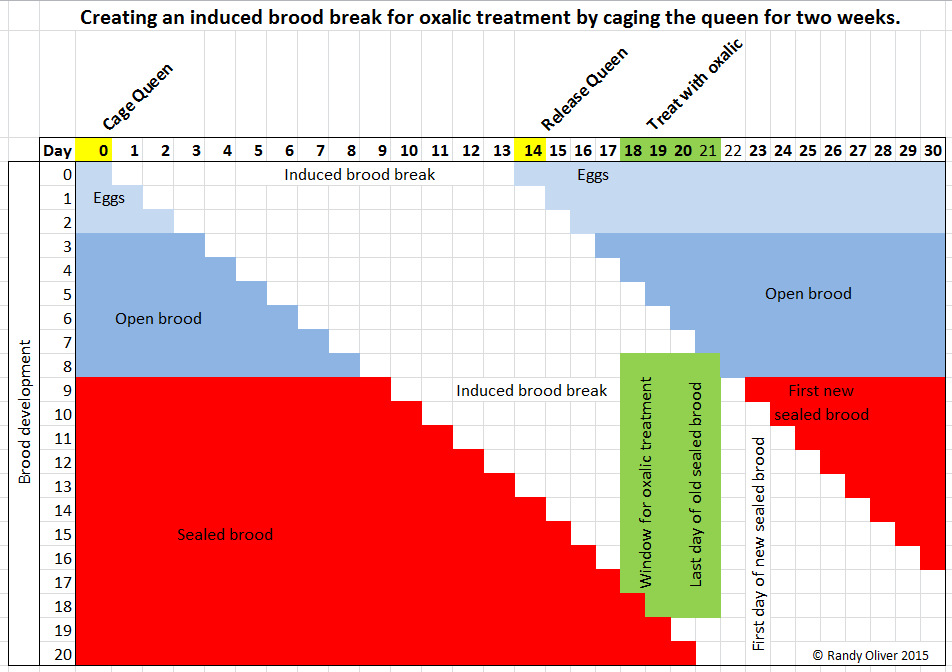 Creating an induced brood break for oxalic treatment by caging the queen for two weeks.
Cage Queen
Release Queen
Treat with oxalic
Day 0 1 2 3 4 5 6 7 8 9 10 11 12 13 14 15 16 17 18 19 20 21 22 23 24 25 26 27 28 29 30
0 Induced brood break Eggs
1 Eggs
2
3
4
5 Open brood
6 Open brood
7
8
9 Induced brood break First new
10 sealed brood
11
12
13
14
15 Sealed brood
16
17
18
19
20
Brood development
Window for oxalic treatment
Last day of old sealed brood
First day of new sealed brood
© Randy Oliver 2015